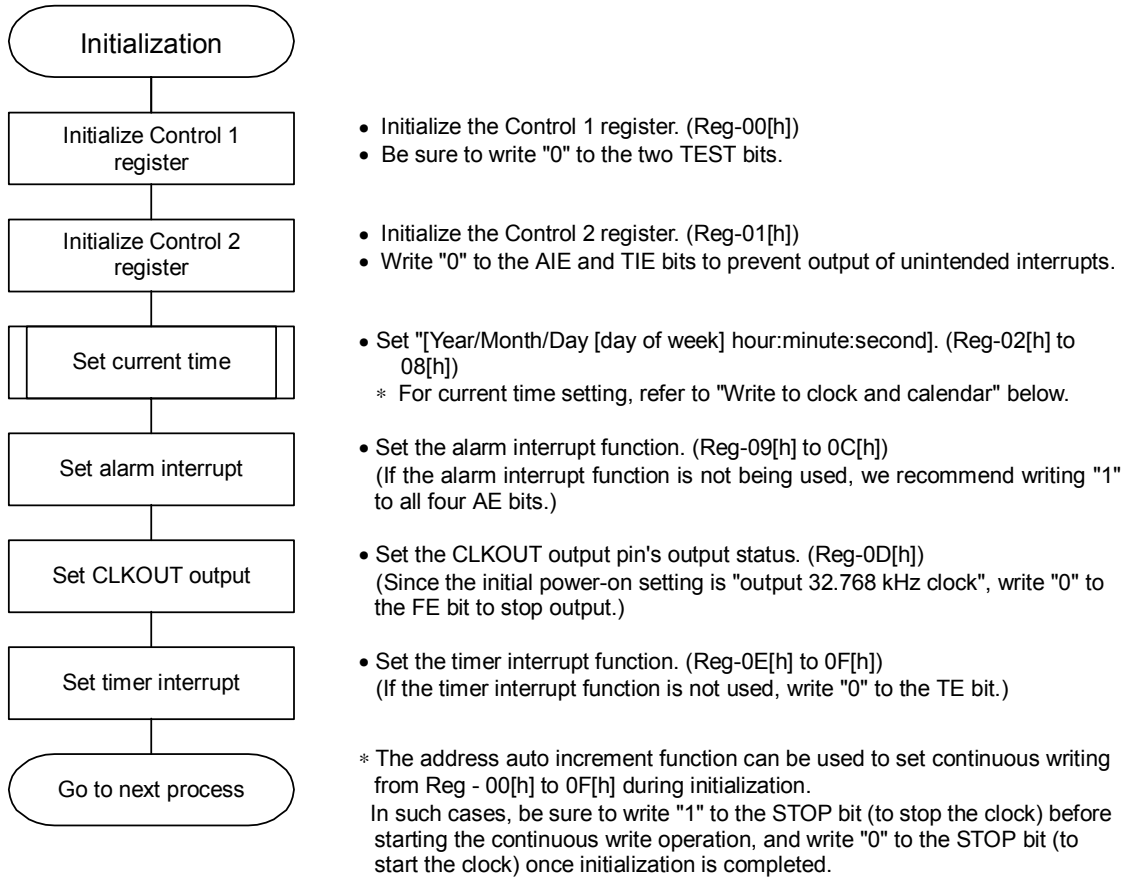 Initialization
Initialize Control 1
register
• Initialize the Control 1 register. (Reg-00[h])
• Be sure to write "0" to the two TEST bits.
Initialize Control 2
register
• Initialize the Control 2 register. (Reg-01[h])
• Write "0" to the AIE and TIE bits to prevent output of unintended interrupts.
Set current time
• Set "[Year/Month/Day [day of week] hour:minute:second]. (Reg-02[h] to
08[h])
* For current time setting, refer to "Write to clock and calendar" below.
Set alarm interrupt
• Set the alarm interrupt function. (Reg-09[h] to 0C[h])
(If the alarm interrupt function is not being used, we recommend writing "1"
to all four AE bits.)
Set CLKOUT output
• Set the CLKOUT output pin's output status. (Reg-0D[h])
(Since the initial power-on setting is "output 32.768 kHz clock", write "0" to
the FE bit to stop output.)
Set timer interrupt
• Set the timer interrupt function. (Reg-0E[h] to 0F[h])
(If the timer interrupt function is not used, write "0" to the TE bit.)
Go to next process
* The address auto increment function can be used to set continuous writing
from Reg - 00[h] to 0F[h] during initialization.
In such cases, be sure to write "1" to the STOP bit (to stop the clock) before
starting the continuous write operation, and write "0" to the STOP bit (to
start the clock) once initialization is completed.